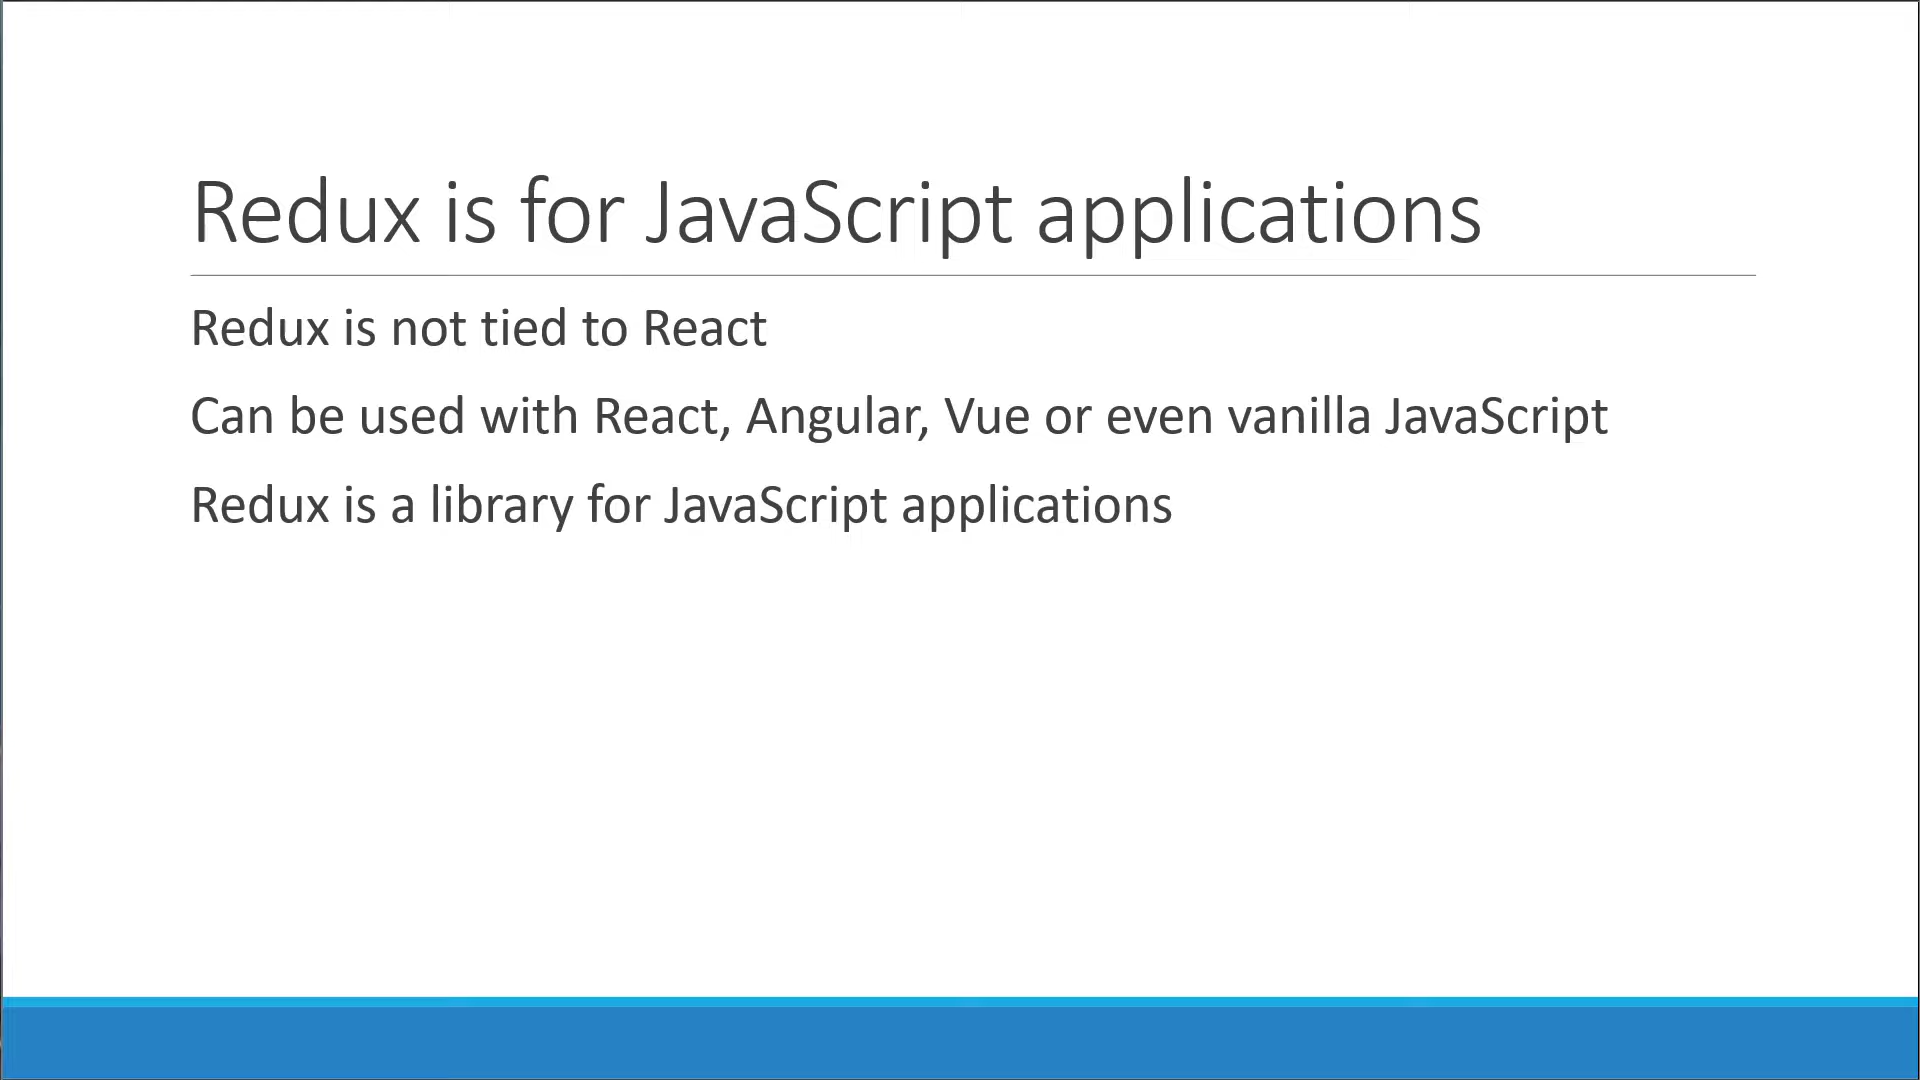 Redux is for JavaScript applications
Redux is not tied to React
Can be used with React, Angular, Vue or even vanilla JavaScript
Redux is a library for JavaScript applications